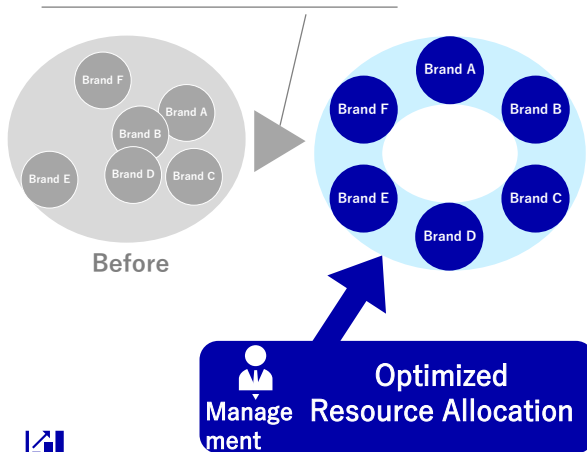 Brand F
Brand A
Brand B
Brand D
Brand C
Brand E
Before
Brand A
Brand B
Brand C
Brand D
Brand E
Brand F
Optimized
Resource Allocation
Manage
ment